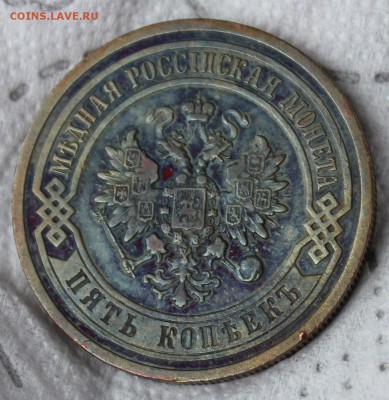 COINS.LAVE.RU
МѢДНАЯ РОССІЙСКАЯ МОНЕТА
ПЯТЬ КОПѢЕКЪ